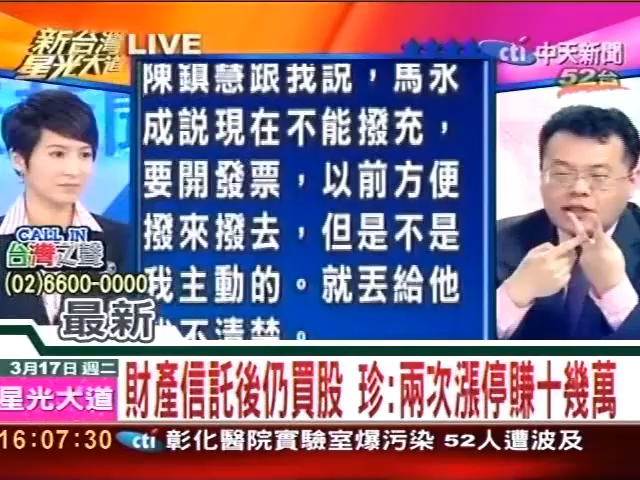 新台灣
星光大道
LIVE
cti 中天新聞
52台
陳鎮慧跟我說，馬永
成說現在不能撥充，
要開發票，以前方便
撥來撥去，但是不是
我主動的。就丟給他
不清楚。
CALL IN
台灣之聲
(02)6600-0000
最新
3月17日 週二
星光大道
財產信託後仍買股 珍:兩次漲停賺十幾萬
16:07:30
cti 彰化醫院實驗室爆污染 52人遭波及